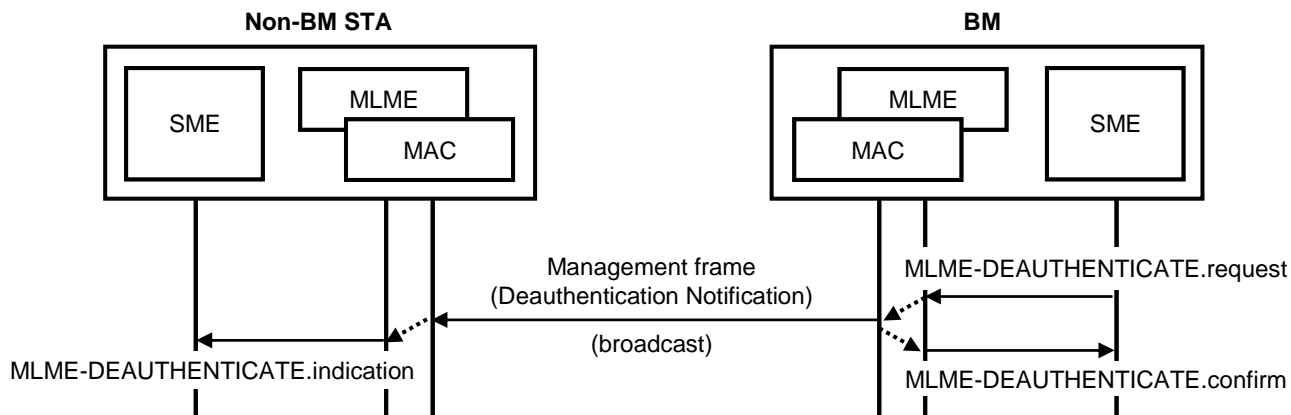 Non-BM STA
BM
SME
MLME
MAC
MLME
MAC
SME
Management frame
(Deauthentication Notification)
(broadcast)
MLME-DEAUTHENTICATE.request
MLME-DEAUTHENTICATE.indication
MLME-DEAUTHENTICATE.confirm